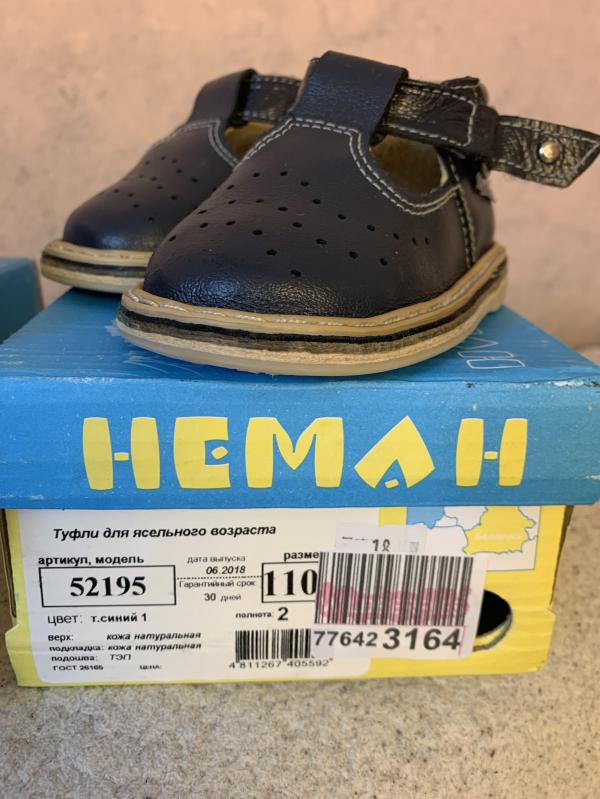 НЕМАН
Туфли для ясельного возраста
артикул, модель
52195
дата выпуска
06.2018
Гарантийный срок:
30 дней
разме
110
цвет: т.синий 1
полнота: 2
верх: кожа натуральная
подкладка: кожа натуральная
подошва: ТЭП
ГОСТ 26165
цена:
4 811267 405592
18
77642 3164